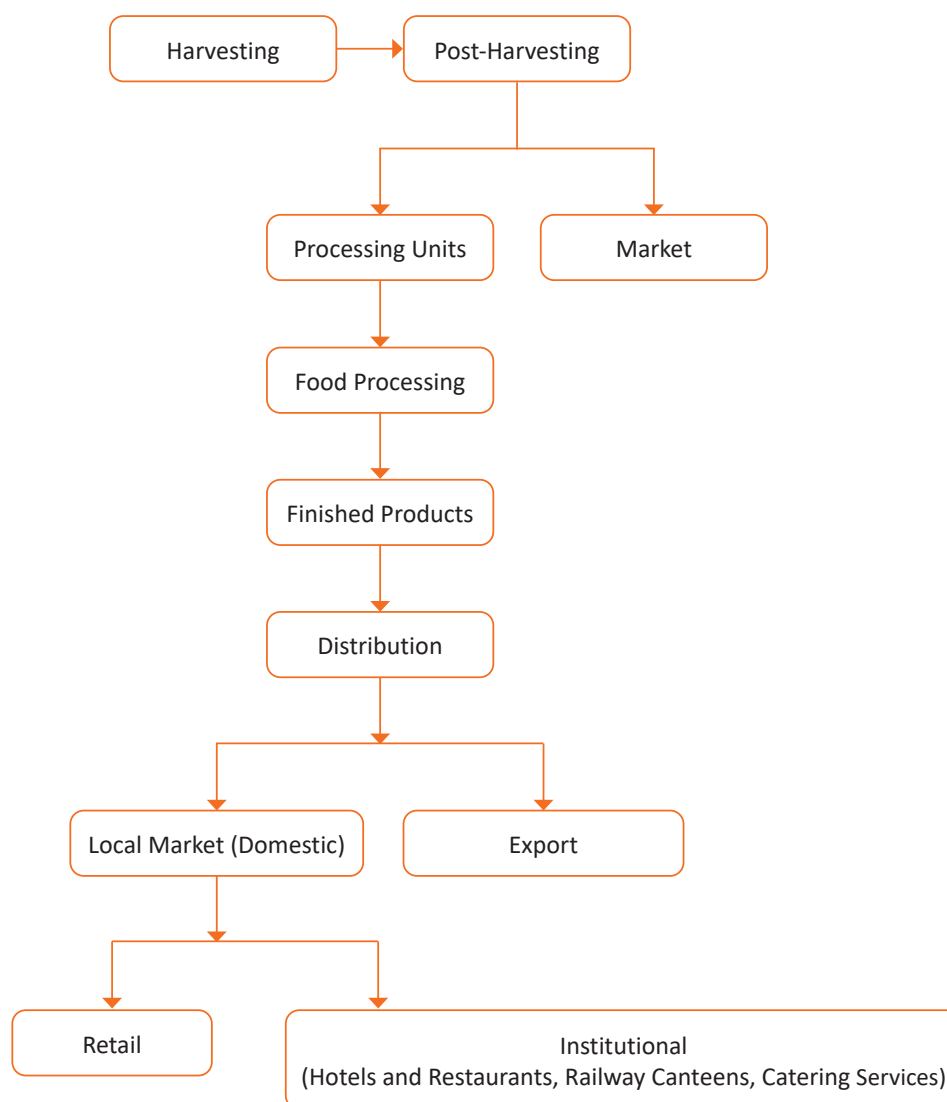 Harvesting
Post-Harvesting
Processing Units
Market
Food Processing
Finished Products
Distribution
Local Market (Domestic)
Export
Retail
Institutional
(Hotels and Restaurants, Railway Canteens, Catering Services)